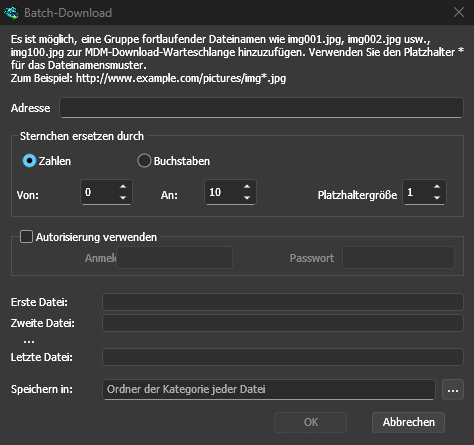 Batch-Download
Es ist möglich, eine Gruppe fortlaufender Dateinamen wie img001.jpg, img002.jpg usw.,
img100.jpg zur MDM-Download-Warteschlange hinzuzufügen. Verwenden Sie den Platzhalter *
für das Dateinamensmuster.
Zum Beispiel: http://www.example.com/pictures/img*.jpg
Adresse
Sternchen ersetzen durch
Zahlen Buchstaben
Von: 0 An: 10 Platzhaltergröße 1
Autorisierung verwenden
Anmel Passwort
Erste Datei:
Zweite Datei:
...
Letzte Datei:
Speichern in: Ordner der Kategorie jeder Datei ...
OK Abbrechen